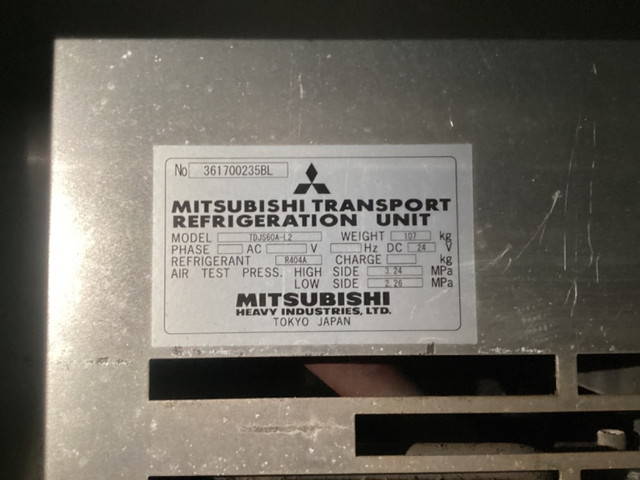 No 361700235BL
MITSUBISHI TRANSPORT
REFRIGERATION UNIT
MODEL TDJS60A-L2 WEIGHT 107 kg
PHASE AC V Hz DC 24 V
REFRIGERANT R404A CHARGE kg
AIR TEST PRESS. HIGH SIDE 3.24 MPa
LOW SIDE 2.26 MPa
MITSUBISHI
HEAVY INDUSTRIES, LTD.
TOKYO JAPAN